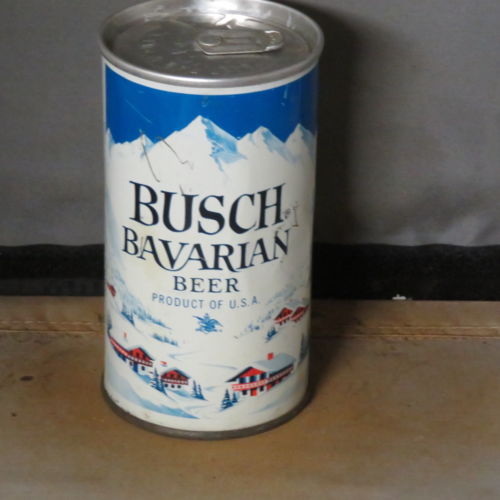 BUSCH
BAVARIAN
BEER
PRODUCT OF U.S.A.